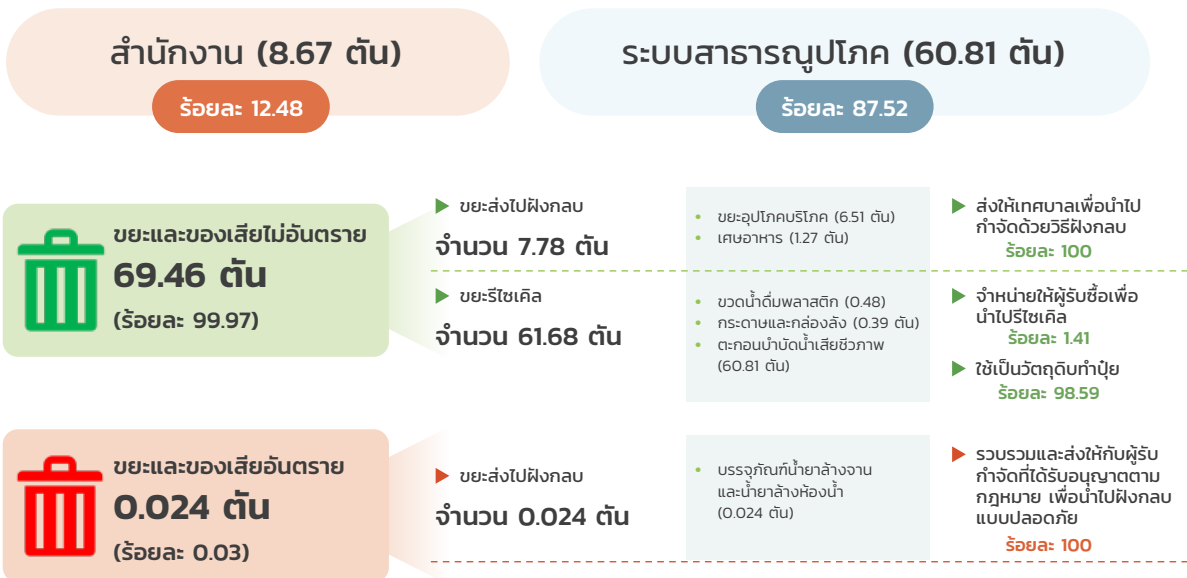 สำนักงาน (8.67 ตัน)
ร้อยละ 12.48
ระบบสาธารณูปโภค (60.81 ตัน)
ร้อยละ 87.52
ขยะและของเสียไม่อันตราย
69.46 ตัน
(ร้อยละ 99.97)
ขยะส่งไปฝังกลบ
จำนวน 7.78 ตัน
ขยะอุปโภคบริโภค (6.51 ตัน)
เศษอาหาร (1.27 ตัน)
ส่งให้เทศบาลเพื่อนำไป
กำจัดด้วยวิธีฝังกลบ
ร้อยละ 100
ขยะรีไซเคิล
จำนวน 61.68 ตัน
ขวดน้ำดื่มพลาสติก (0.48)
กระดาษและกล่องลัง (0.39 ตัน)
ตะกอนบำบัดน้ำเสียชีวภาพ
(60.81 ตัน)
จำหน่ายให้ผู้รับซื้อเพื่อ
นำไปรีไซเคิล
ร้อยละ 1.41
ใช้เป็นวัตถุดิบทำปุ๋ย
ร้อยละ 98.59
ขยะและของเสียอันตราย
0.024 ตัน
(ร้อยละ 0.03)
ขยะส่งไปฝังกลบ
จำนวน 0.024 ตัน
บรรจุภัณฑ์น้ำยาล้างจาน
และน้ำยาล้างห้องน้ำ
(0.024 ตัน)
รวบรวมและส่งให้กับผู้รับ
กำจัดที่ได้รับอนุญาตตาม
กฎหมาย เพื่อนำไปฝังกลบ
แบบปลอดภัย
ร้อยละ 100